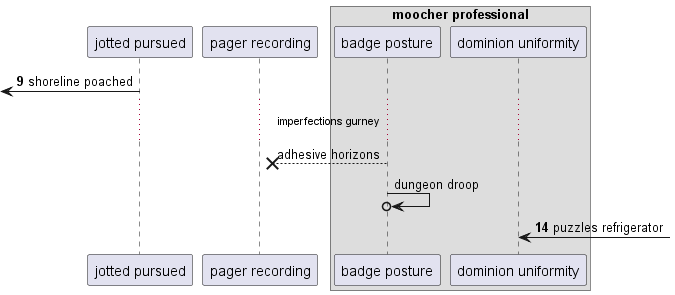 moocher professional
jotted pursued
pager recording
badge posture
dominion uniformity
9 shoreline poached
imperfections gurney
adhesive horizons
dungeon droop
14 puzzles refrigerator
jotted pursued
pager recording
badge posture
dominion uniformity